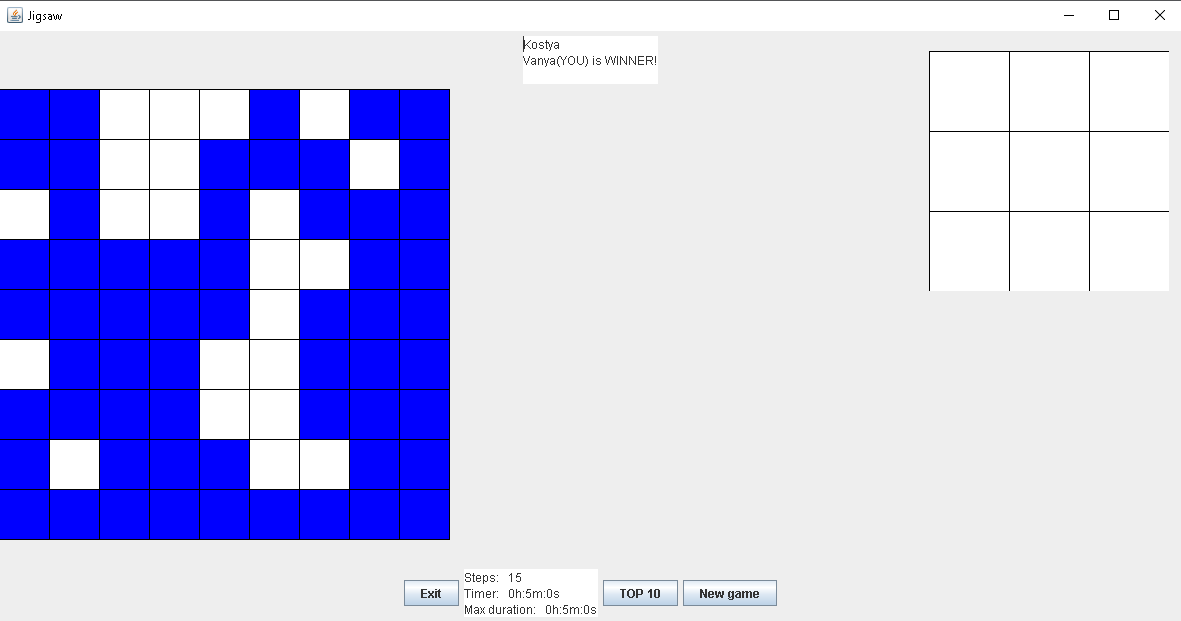 Jigsaw
Kostya
Vanya(YOU) is WINNER!
Exit
Steps: 15
Timer: 0h:5m:0s
Max duration: 0h:5m:0s
TOP 10
New game